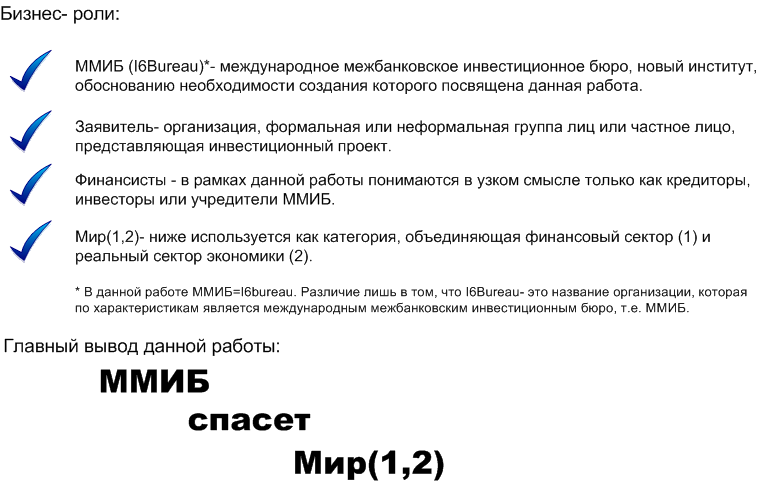 Бизнес- роли:
ММИБ (I6Bureau)*- международное межбанковское инвестиционное бюро, новый институт,
обоснованию необходимости создания которого посвящена данная работа.
Заявитель- организация, формальная или неформальная группа лиц или частное лицо,
представляющая инвестиционный проект.
Финансисты - в рамках данной работы понимаются в узком смысле только как кредиторы,
инвесторы или учредители ММИБ.
Мир(1,2)- ниже используется как категория, объединяющая финансовый сектор (1) и
реальный сектор экономики (2).
* В данной работе ММИБ=I6bureau. Различие лишь в том, что I6Bureau- это название организации, которая
по характеристикам является международным межбанковским инвестиционным бюро, т.е. ММИБ.
Главный вывод данной работы:
ММИБ
спасет
Мир(1,2)